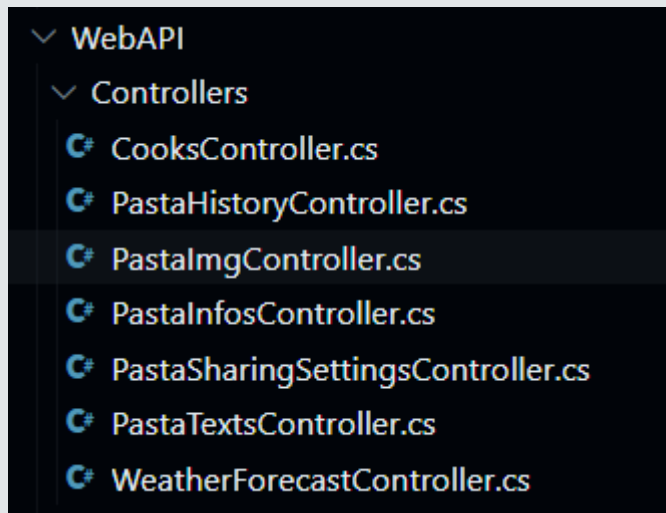 WebAPI
Controllers
C# CooksController.cs
C# PastaHistoryController.cs
C# PastaImgController.cs
C# PastaInfosController.cs
C# PastaSharingSettingsController.cs
C# PastaTextsController.cs
C# WeatherForecastController.cs